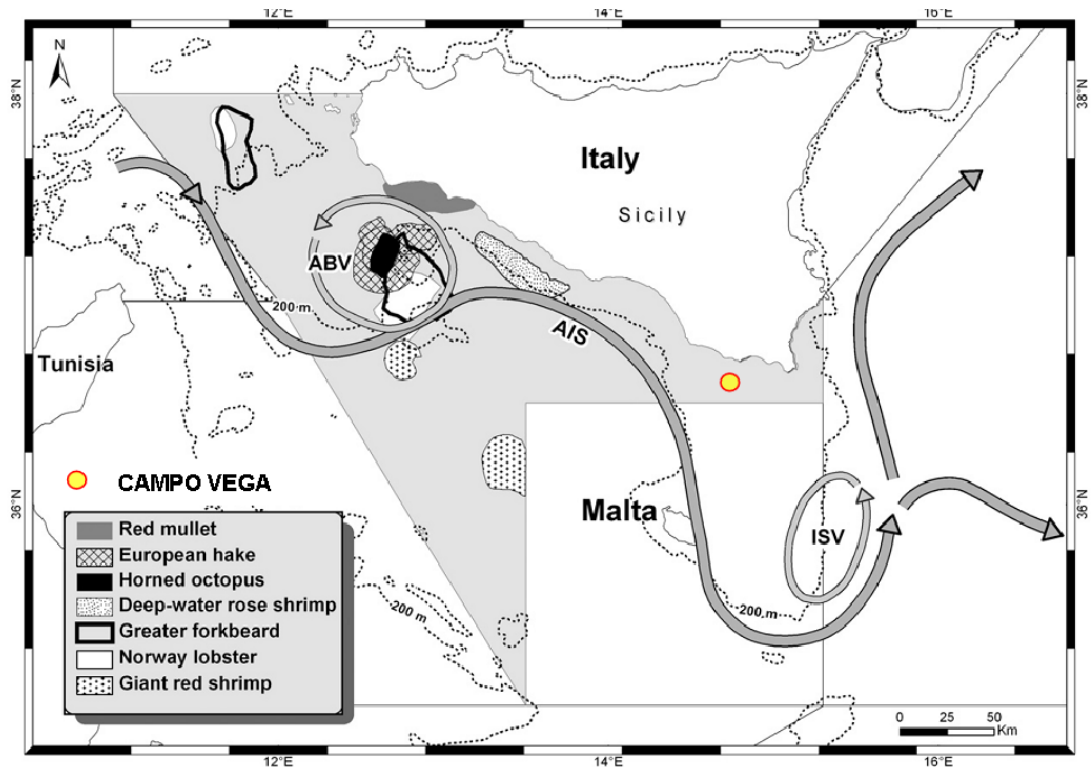 12°E
14°E
16°E
N
38°N
38°N
Italy
Sicily
ABV
200 m
AIS
Tunisia
CAMPO VEGA
36°N
36°N
Malta
ISV
Red mullet
European hake
Horned octopus
Deep-water rose shrimp
Greater forkbeard
Norway lobster
Giant red shrimp
200 m
200 m
0 25 50
Km
12°E
14°E
16°E